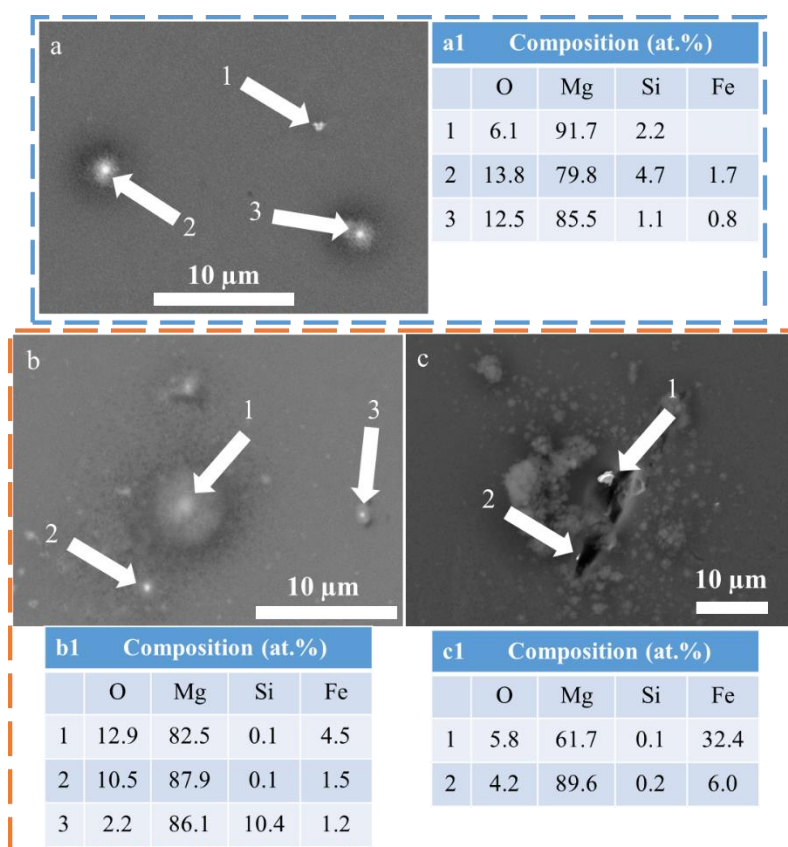 a
1
2
3
10 µm
a1 Composition (at.%)
O Mg Si Fe
1 6.1 91.7 2.2
2 13.8 79.8 4.7 1.7
3 12.5 85.5 1.1 0.8
b
1
3
2
10 µm
c
1
2
10 µm
b1 Composition (at.%)
O Mg Si Fe
1 12.9 82.5 0.1 4.5
2 10.5 87.9 0.1 1.5
3 2.2 86.1 10.4 1.2
c1 Composition (at.%)
O Mg Si Fe
1 5.8 61.7 0.1 32.4
2 4.2 89.6 0.2 6.0